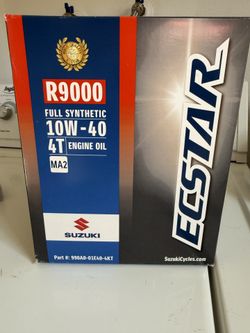 R9000
FULL SYNTHETIC
10W-40
4T ENGINE OIL
MA2
SUZUKI
Part #: 990A0-01E40-4KT
ECSTAR
SuzukiCycles.com